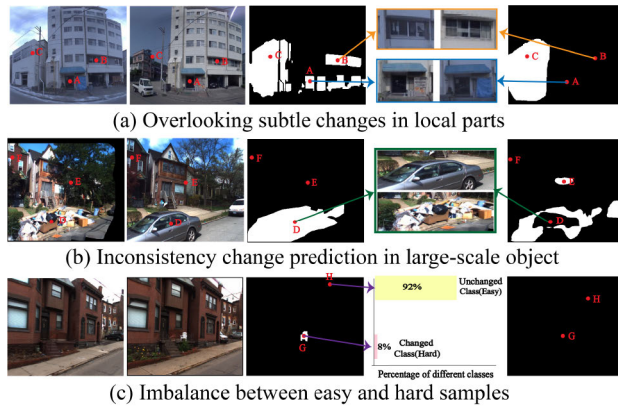 C B A
C B A
C A B
C B A
(a) Overlooking subtle changes in local parts
F E D
F E D
F E D
F E D
(b) Inconsistency change prediction in large-scale object
H G
92% Unchanged Class(Easy)
8% Changed Class(Hard)
Percentage of different classes
H G
(c) Imbalance between easy and hard samples